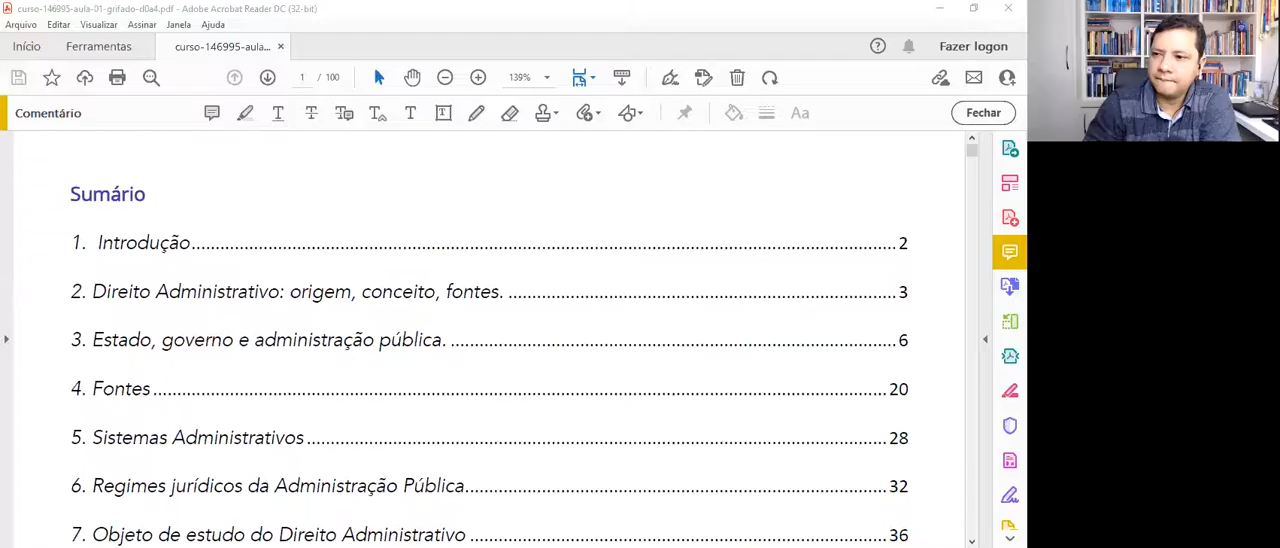 curso-146995-aula-01-grifado-d0a4.pdf - Adobe Acrobat Reader DC (32-bit)
Arquivo Editar Visualizar Assinar Janela Ajuda
Início Ferramentas curso-146995-aula... × Fazer logon
1 / 100 139%
Comentário Aa Fechar
Sumário
1. Introdução 2
2. Direito Administrativo: origem, conceito, fontes. 3
3. Estado, governo e administração pública. 6
4. Fontes 20
5. Sistemas Administrativos 28
6. Regimes jurídicos da Administração Pública 32
7. Objeto de estudo do Direito Administrativo 36